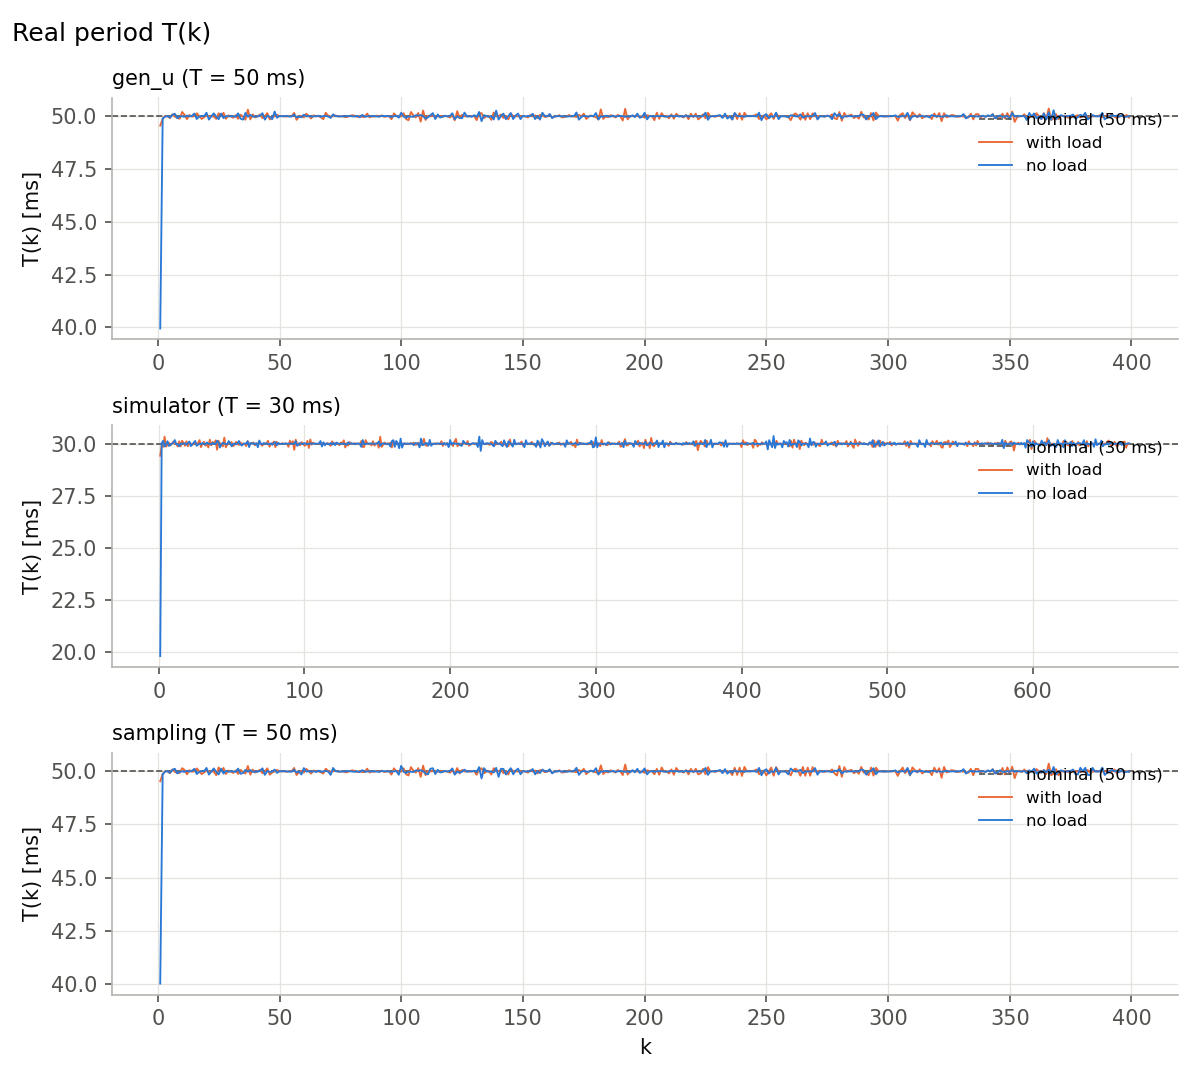 Real period T(k)
gen_u (T = 50 ms)
T(k) [ms]
50.0
47.5
45.0
42.5
40.0
nominal (50 ms)
with load
no load
0 50 100 150 200 250 300 350 400
simulator (T = 30 ms)
T(k) [ms]
30.0
27.5
25.0
22.5
20.0
nominal (30 ms)
with load
no load
0 100 200 300 400 500 600
sampling (T = 50 ms)
T(k) [ms]
50.0
47.5
45.0
42.5
40.0
nominal (50 ms)
with load
no load
0 50 100 150 200 250 300 350 400
k